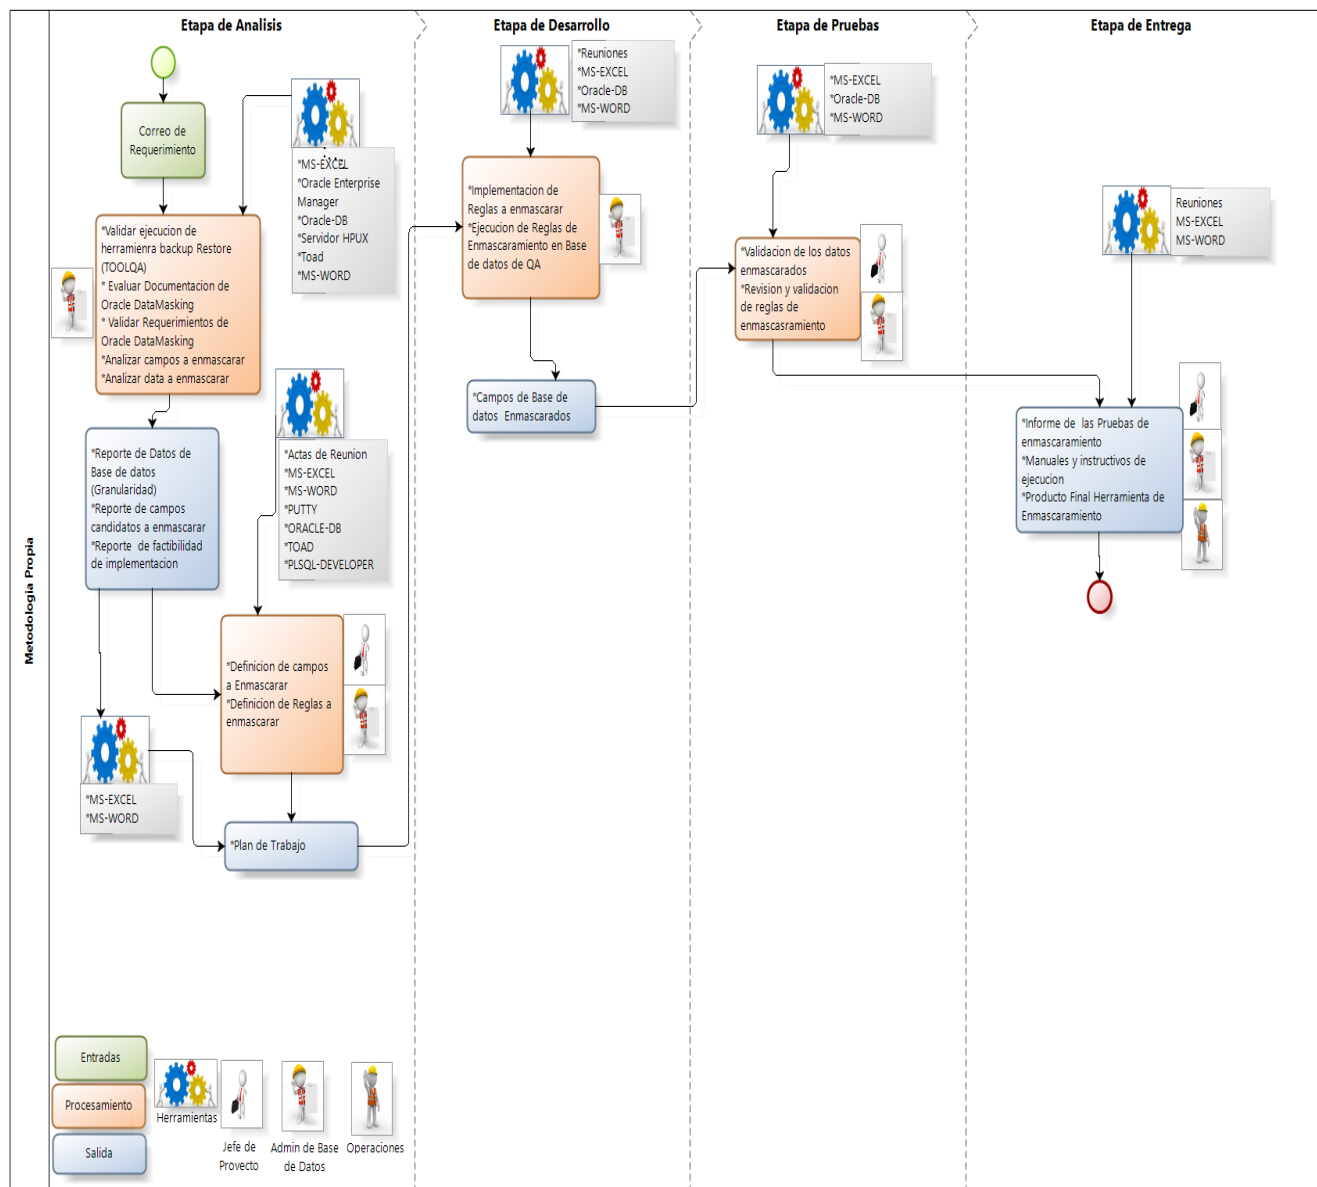 Etapa de Analisis
Etapa de Desarrollo
Etapa de Pruebas
Etapa de Entrega
Metodologia Propia
Correo de
Requerimiento
*MS-EXCEL
*Oracle Enterprise
Manager
*Oracle-DB
*Servidor HPUX
*Toad
*MS-WORD
*Validar ejecucion de
herramienra backup Restore
(TOOLQA)
* Evaluar Documentacion de
Oracle DataMasking
* Validar Requerimientos de
Oracle DataMasking
*Analizar campos a enmascarar
*Analizar data a enmascarar
*Reporte de Datos de
Base de datos
(Granularidad)
*Reporte de campos
candidatos a enmascarar
*Reporte de factibilidad
de implementacion
*Actas de Reunion
*MS-EXCEL
*MS-WORD
*PUTTY
*ORACLE-DB
*TOAD
*PLSQL-DEVELOPER
*Definicion de campos
a Enmascarar
*Definicion de Reglas a
enmascarar
*MS-EXCEL
*MS-WORD
*Plan de Trabajo
*Reuniones
*MS-EXCEL
*Oracle-DB
*MS-WORD
*Implementacion de
Reglas a enmascarar
*Ejecucion de Reglas de
Enmascaramiento en Base
de datos de QA
*Campos de Base de
datos Enmascarados
*MS-EXCEL
*Oracle-DB
*MS-WORD
*Validacion de los datos
enmascarados
*Revision y validacion
de reglas de
enmascasramiento
Reuniones
MS-EXCEL
MS-WORD
*Informe de las Pruebas de
enmascaramiento
*Manuales y instructivos de
ejecucion
*Producto Final Herramienta de
Enmascaramiento
Entradas
Procesamiento
Salida
Herramientas
Jefe de
Proyecto
Admin de Base
de Datos
Operaciones